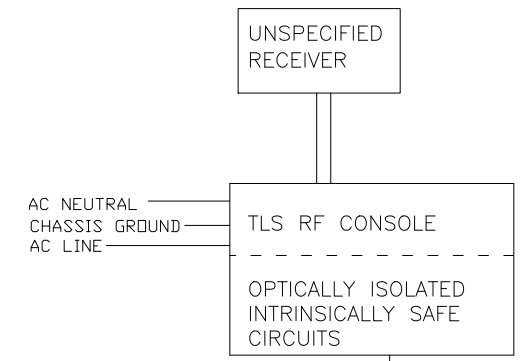 UNSPECIFIED
RECEIVER
AC NEUTRAL
CHASSIS GROUND
AC LINE
TLS RF CONSOLE
OPTICALLY ISOLATED
INTRINSICALLY SAFE
CIRCUITS